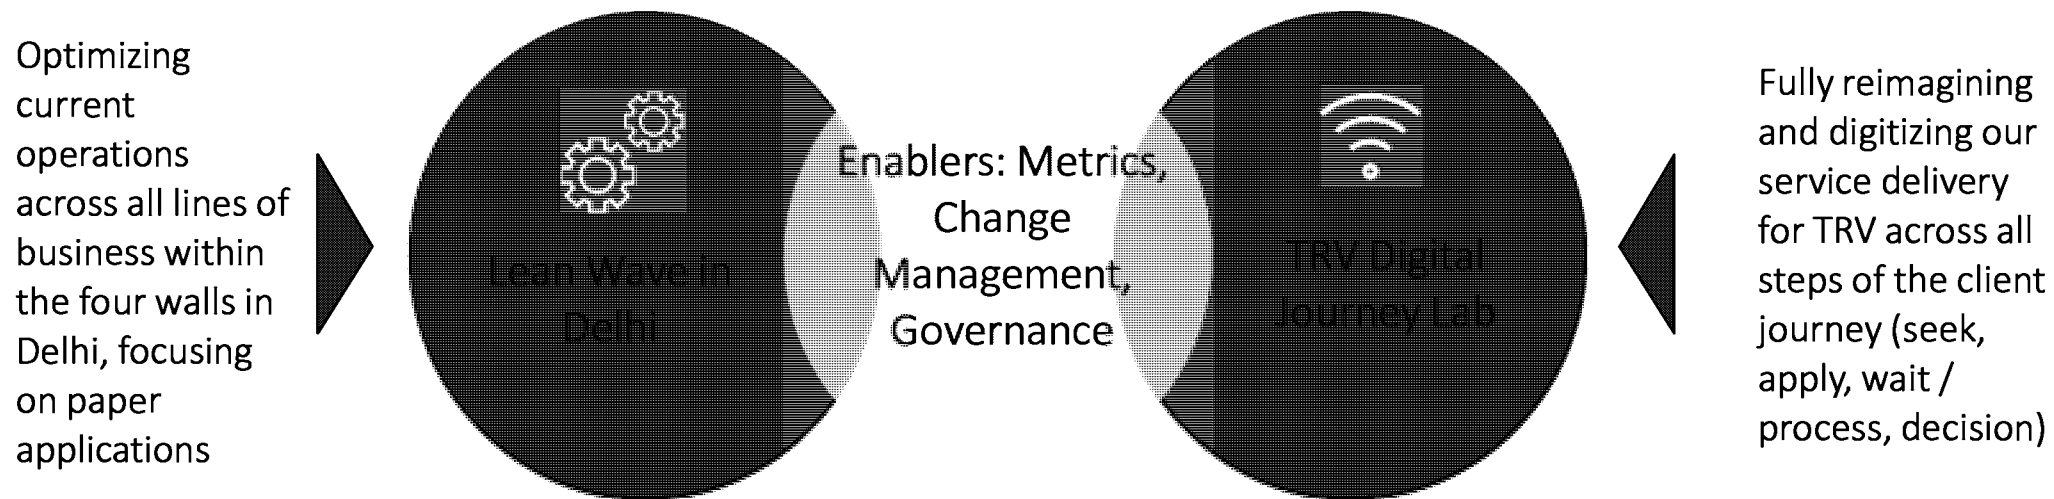 Optimizing
current
operations
across all lines of
business within
the four walls in
Delhi, focusing
on paper
applications
Lean Wave in
Delhi
Enablers: Metrics,
Change
Management,
Governance
TRV Digital
Journey Lab
Fully reimagining
and digitizing our
service delivery
for TRV across all
steps of the client
journey (seek,
apply, wait /
process, decision)